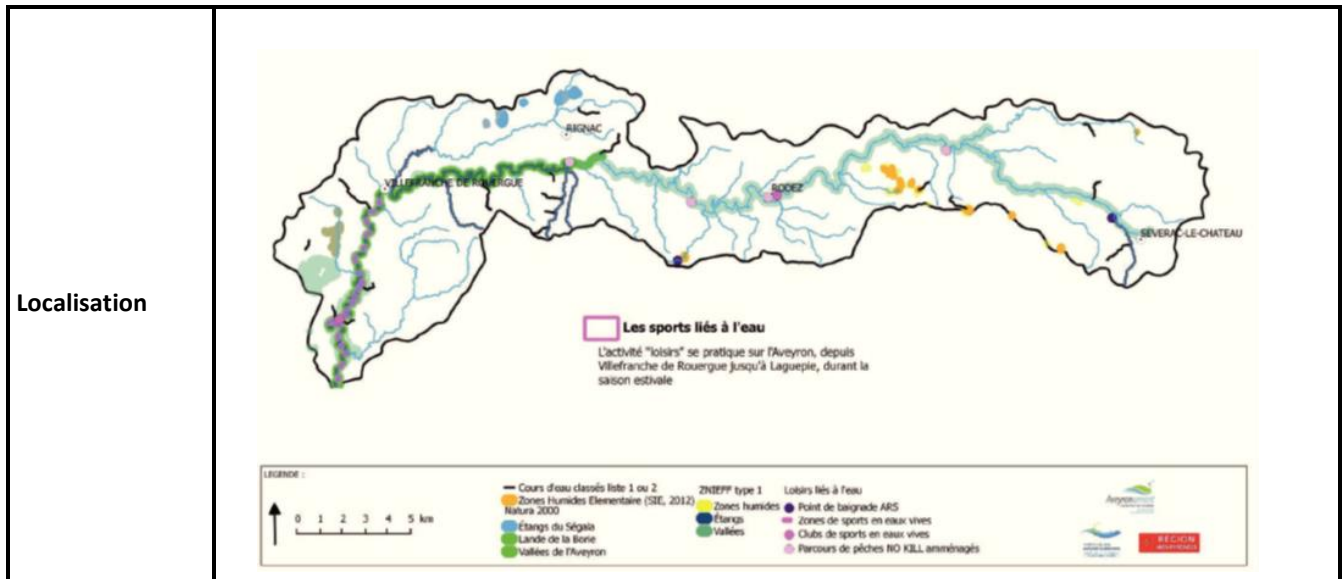 Localisation
RIGNAC
VILLEFRANCHE DE ROUERGUE
RODEZ
SEVERAC-LE-CHATEAU
Les sports liés à l'eau
L'activité "loisirs" se pratique sur l'Aveyron, depuis
Villefranche de Rouergue jusqu'à Laguepie, durant la
saison estivale
LEGENDE :
0 1 2 3 4 5 km
Cours d'eau classés liste 1 ou 2
Zones Humides Elementaire (SIE, 2012)
Natura 2000
Étangs du Ségala
Lande de la Borie
Vallées de l'Aveyron
ZNIEFF type 1
Zones humides
Étangs
Vallées
Loisirs liés à l'eau
Point de baignade ARS
Zones de sports en eaux vives
Clubs de sports en eaux vives
Parcours de pêches NO KILL amménagés
REGION